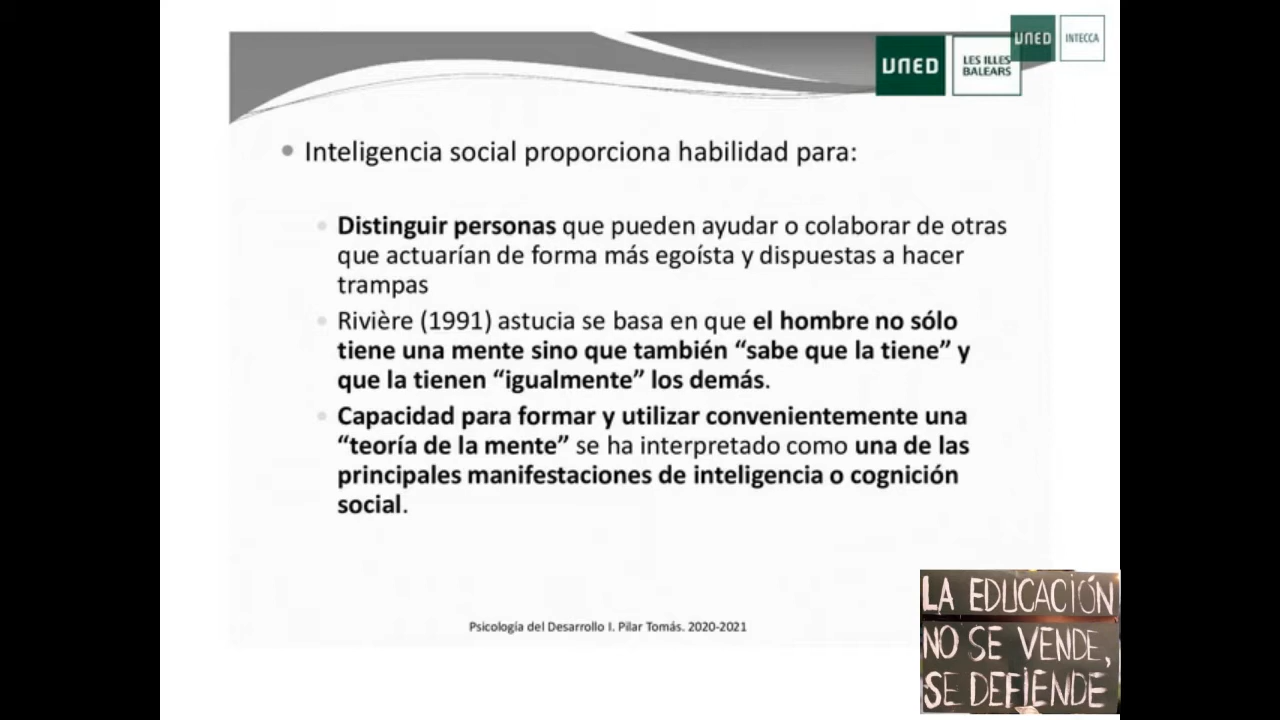 UNED
INTECCA
UNED
LES ILLES
BALEARS
Inteligencia social proporciona habilidad para:
Distinguir personas que pueden ayudar o colaborar de otras
que actuarían de forma más egoísta y dispuestas a hacer
trampas
Rivière (1991) astucia se basa en que el hombre no sólo
tiene una mente sino que también “sabe que la tiene” y
que la tienen “igualmente” los demás.
Capacidad para formar y utilizar convenientemente una
“teoría de la mente” se ha interpretado como una de las
principales manifestaciones de inteligencia o cognición
social.
Psicología del Desarrollo I. Pilar Tomás. 2020-2021
LA EDUCACIÓN
NO SE VENDE,
SE DEFIENDE